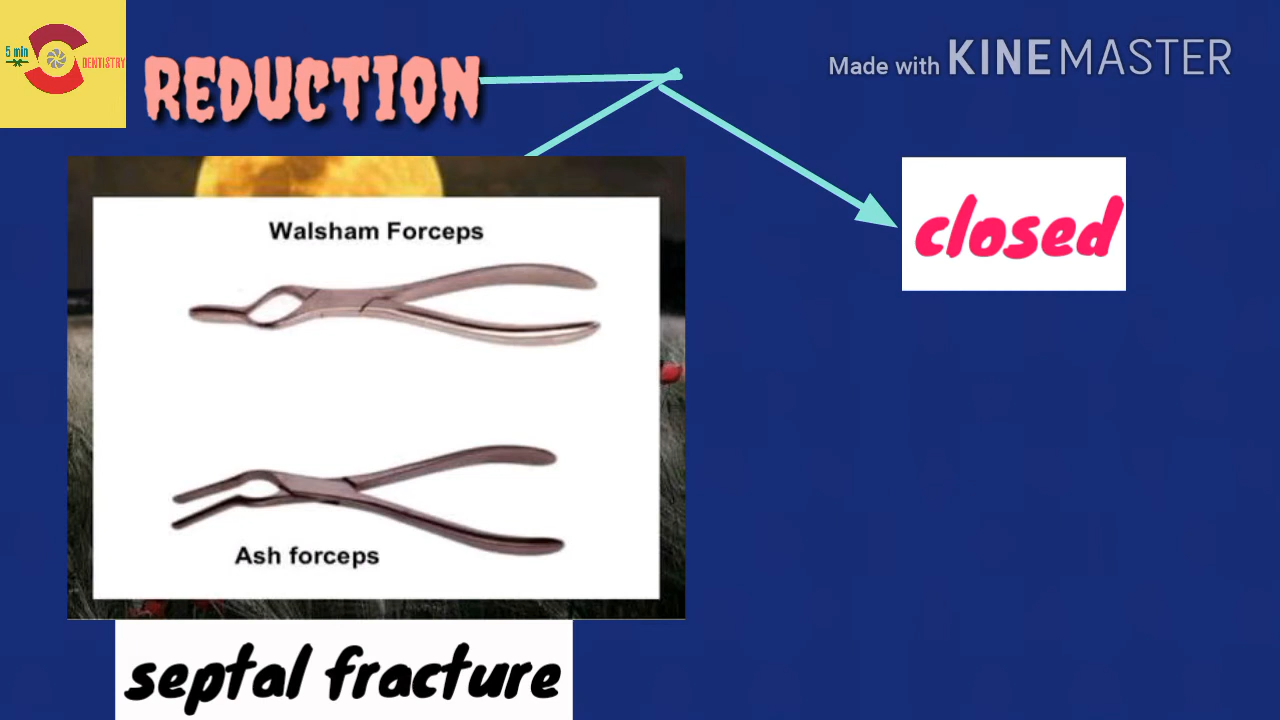 5 min
DENTISTRY
REDUCTION
Made with KINEMASTER
closed
Walsham Forceps
Ash forceps
septal fracture